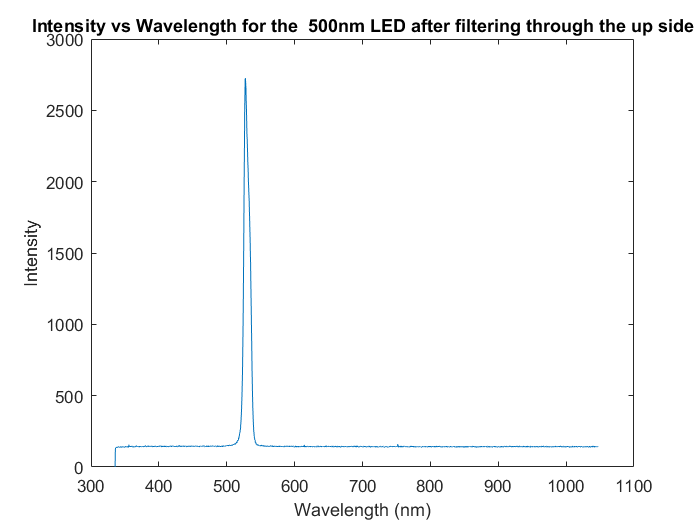 Intensity vs Wavelength for the  500nm LED after filtering through the up side
3000
2500
2000
1500
1000
500
0
Intensity
300 400 500 600 700 800 900 1000 1100
Wavelength (nm)